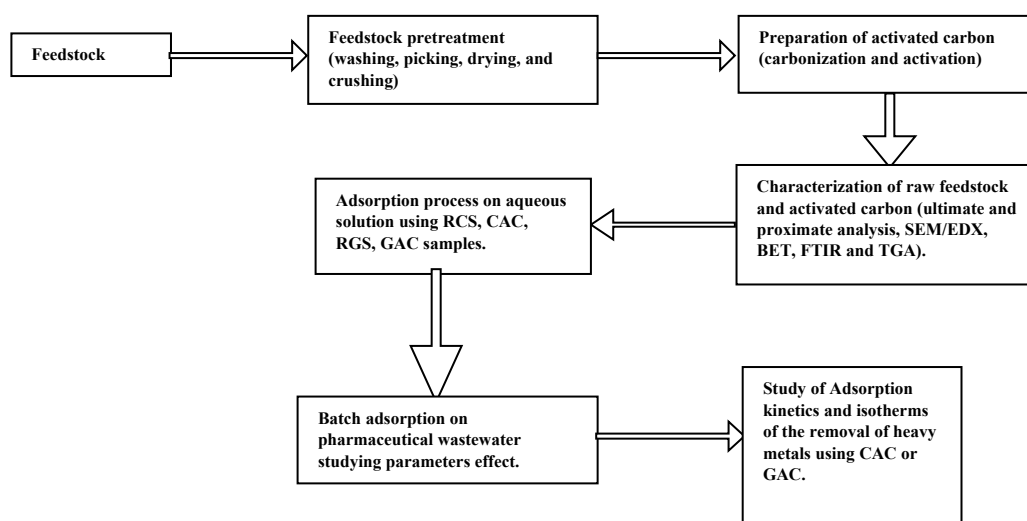 Feedstock
Feedstock pretreatment
(washing, picking, drying, and
crushing)
Preparation of activated carbon
(carbonization and activation)
Characterization of raw feedstock
and activated carbon (ultimate and
proximate analysis, SEM/EDX,
BET, FTIR and TGA).
Adsorption process on aqueous
solution using RCS, CAC,
RGS, GAC samples.
Batch adsorption on
pharmaceutical wastewater
studying parameters effect.
Study of Adsorption
kinetics and isotherms
of the removal of heavy
metals using CAC or
GAC.